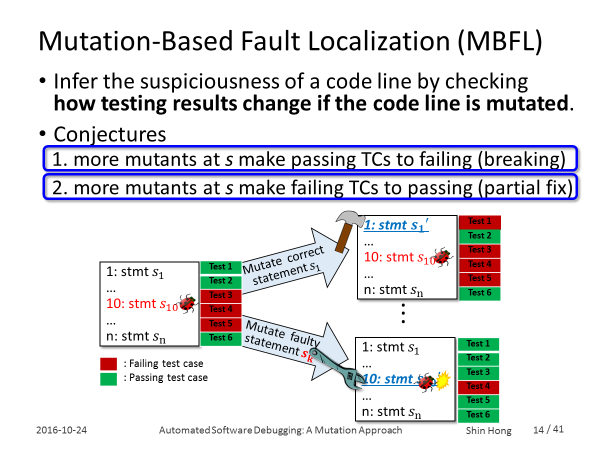 Mutation-Based Fault Localization (MBFL)
• Infer the suspiciousness of a code line by checking
how testing results change if the code line is mutated.
• Conjectures
1. more mutants at s make passing TCs to failing (breaking)
2. more mutants at s make failing TCs to passing (partial fix)
1: stmt s1
...
10: stmt s10
...
n: stmt sn
Test 1
Test 2
Test 3
Test 4
Test 5
Test 6
: Failing test case
: Passing test case
Mutate correct
statement s1
Mutate faulty
statement sk
1: stmt s1′
...
10: stmt s10
...
n: stmt sn
Test 1
Test 2
Test 3
Test 4
Test 5
Test 6
⋮
1: stmt s1
...
10: stmt
...
n: stmt sn
Test 1
Test 2
Test 3
Test 4
Test 5
Test 6
2016-10-24
Automated Software Debugging: A Mutation Approach
Shin Hong
14 / 41